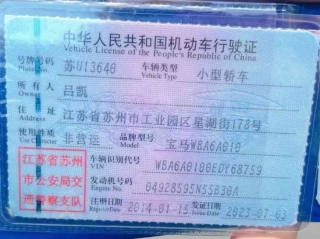 中华人民共和国机动车行驶证
Vehicle License of the People's Republic of China
号牌号码 苏U13640 车辆类型 小型轿车
Plate No. Vehicle Type
所有人 吕凯
Owner
住址 江苏省苏州市工业园区星湖街178号
Address
使用性质 非营运 品牌型号 宝马WBA6A010
Use Character Model
江苏省苏州市公安局交通警察支队
车辆识别代号 WBA6A0100EDY68759
VIN
发动机号码 04928595N55B30A
Engine No.
注册日期 2014-01-15 发证日期 2023-07-03
Register Date Issue Date